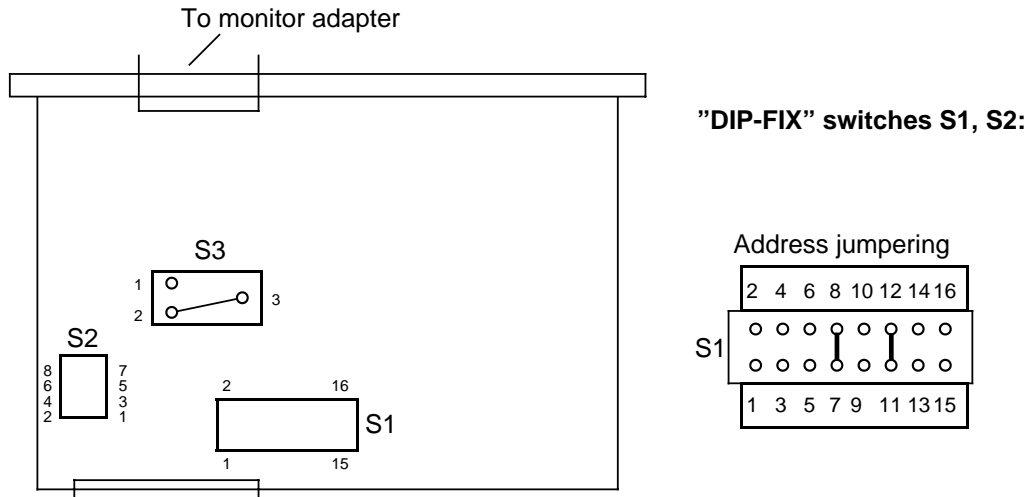 To monitor adapter
”DIP-FIX” switches S1, S2:
S3
1
2
3
S2
8 7
6 5
4 3
2 1
2 16
S1
1 15
Address jumpering
2 4 6 8 10 12 14 16
S1
1 3 5 7 9 11 13 15